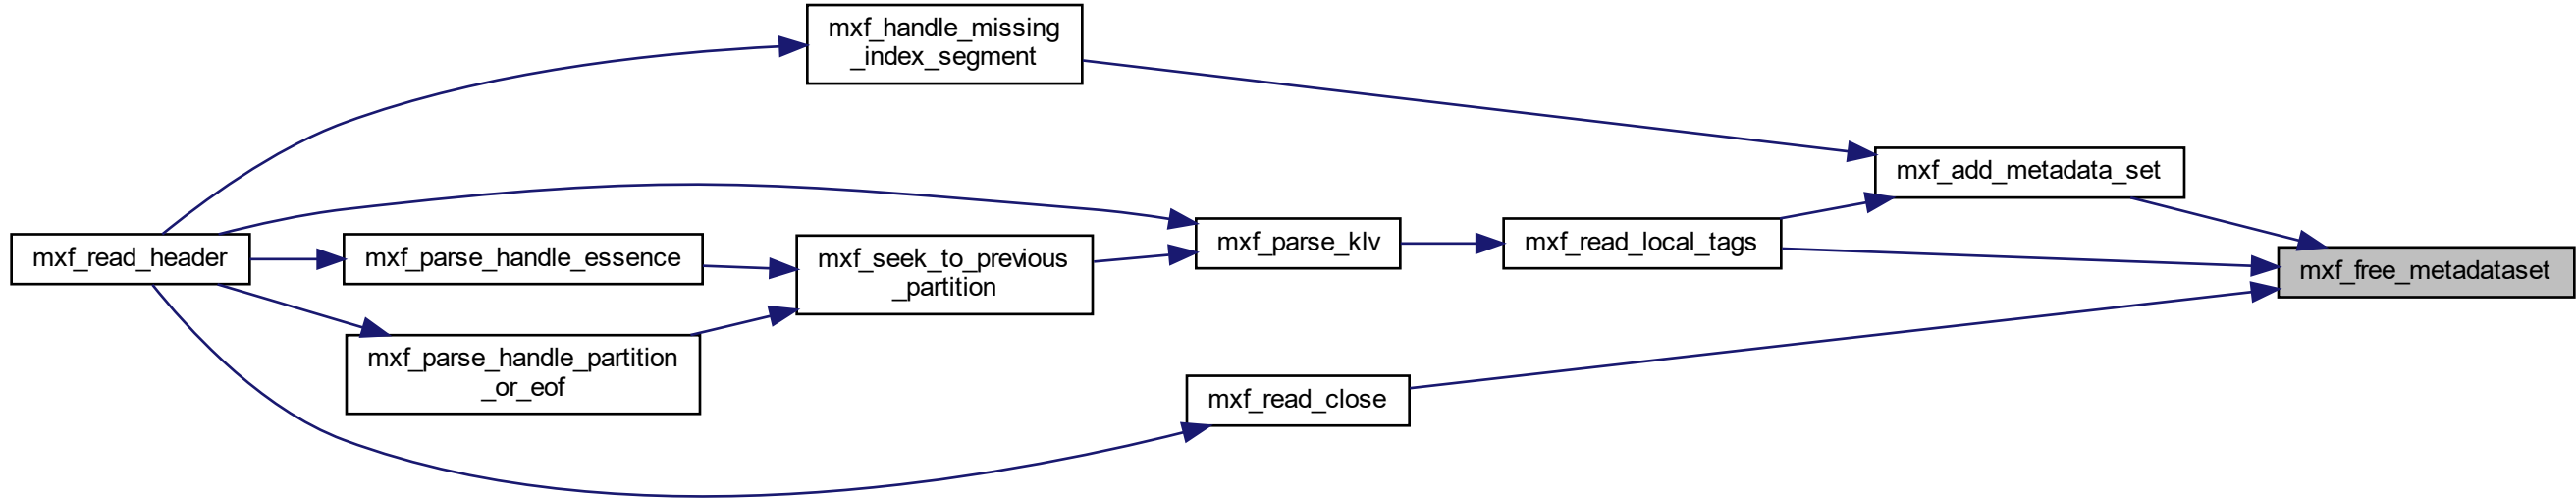 mxf_handle_missing
_index_segment
mxf_add_metadata_set
mxf_read_header
mxf_parse_handle_essence
mxf_seek_to_previous
_partition
mxf_parse_klv
mxf_read_local_tags
mxf_free_metadataset
mxf_parse_handle_partition
_or_eof
mxf_read_close